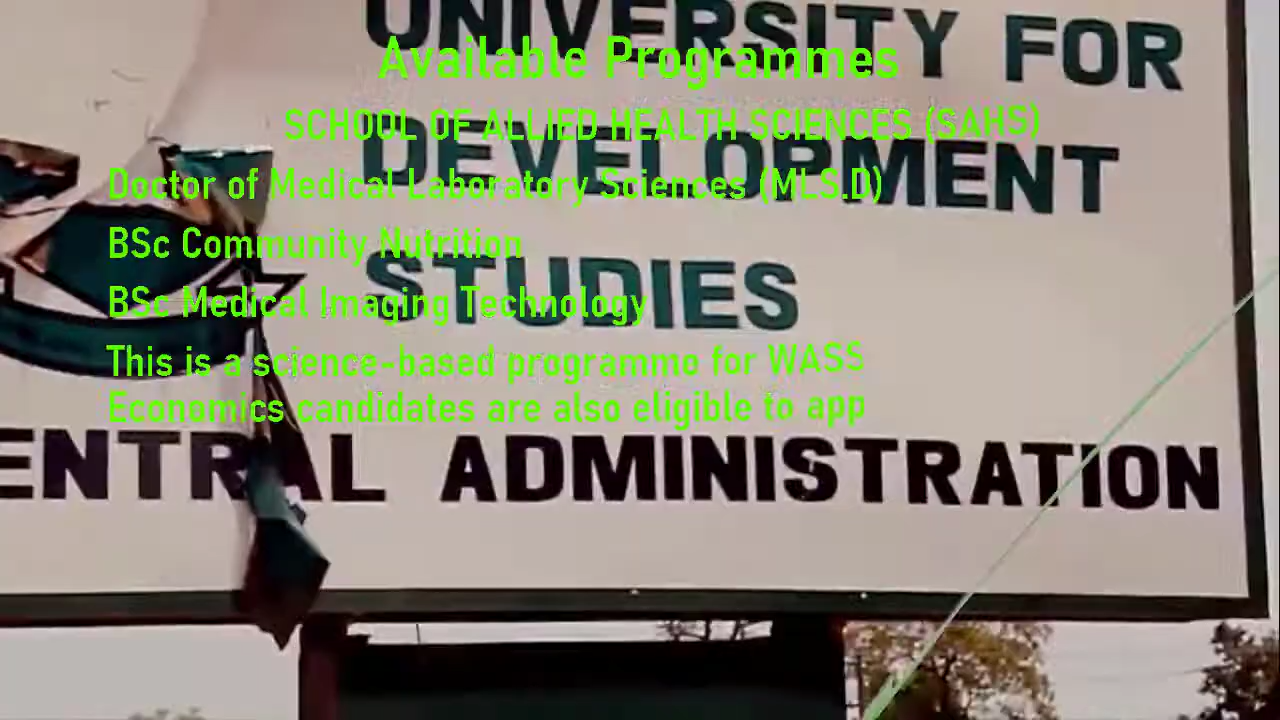 UNIVERSITY FOR
Available Programmes
SCHOOL OF ALLIED HEALTH SCIENCES (SAHS)
DEVELOPMENT
Doctor of Medical Laboratory Sciences (MLS.D)
BSc Community Nutrition
STUDIES
BSc Medical Imaging Technology
This is a science-based programmo for WASS
Economics candidates are also eligible to app
ENTRAL ADMINISTRATION